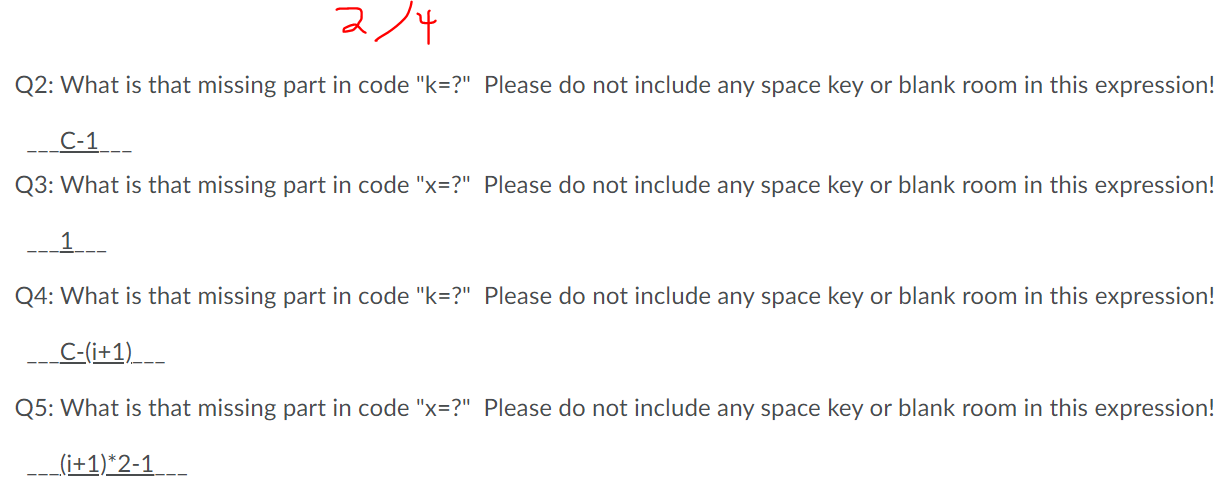 2/4
Q2: What is that missing part in code "k=?" Please do not include any space key or blank room in this expression!
___C-1___
Q3: What is that missing part in code "x=?" Please do not include any space key or blank room in this expression!
___1___
Q4: What is that missing part in code "k=?" Please do not include any space key or blank room in this expression!
___C-(i+1)___
Q5: What is that missing part in code "x=?" Please do not include any space key or blank room in this expression!
___(i+1)*2-1___